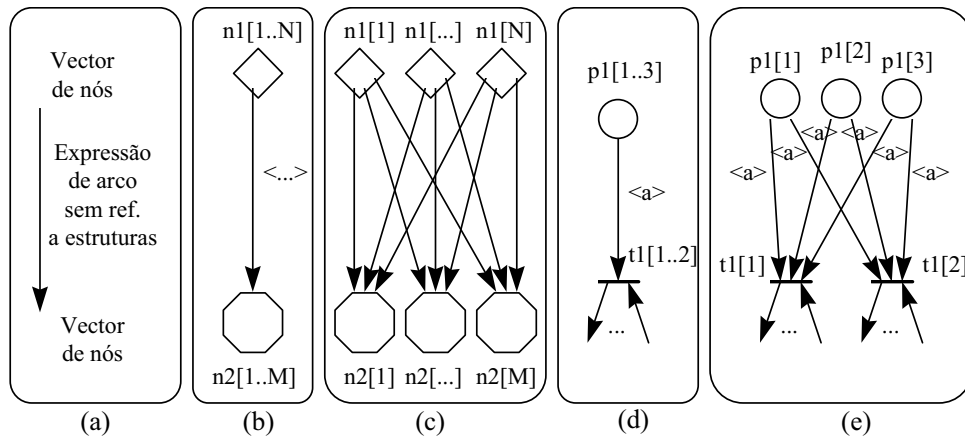 Vector
de nós
Expressão
de arco
sem ref.
a estruturas
Vector
de nós
(a)
n1[1..N]
<...>
n2[1..M]
(b)
n1[1] n1[...] n1[N]
n2[1] n2[...] n2[M]
(c)
p1[1..3]
<a>
t1[1..2]
...
(d)
p1[1] p1[2] p1[3]
<a> <a>
<a> <a>
<a> <a>
t1[1] t1[2]
... ...
(e)